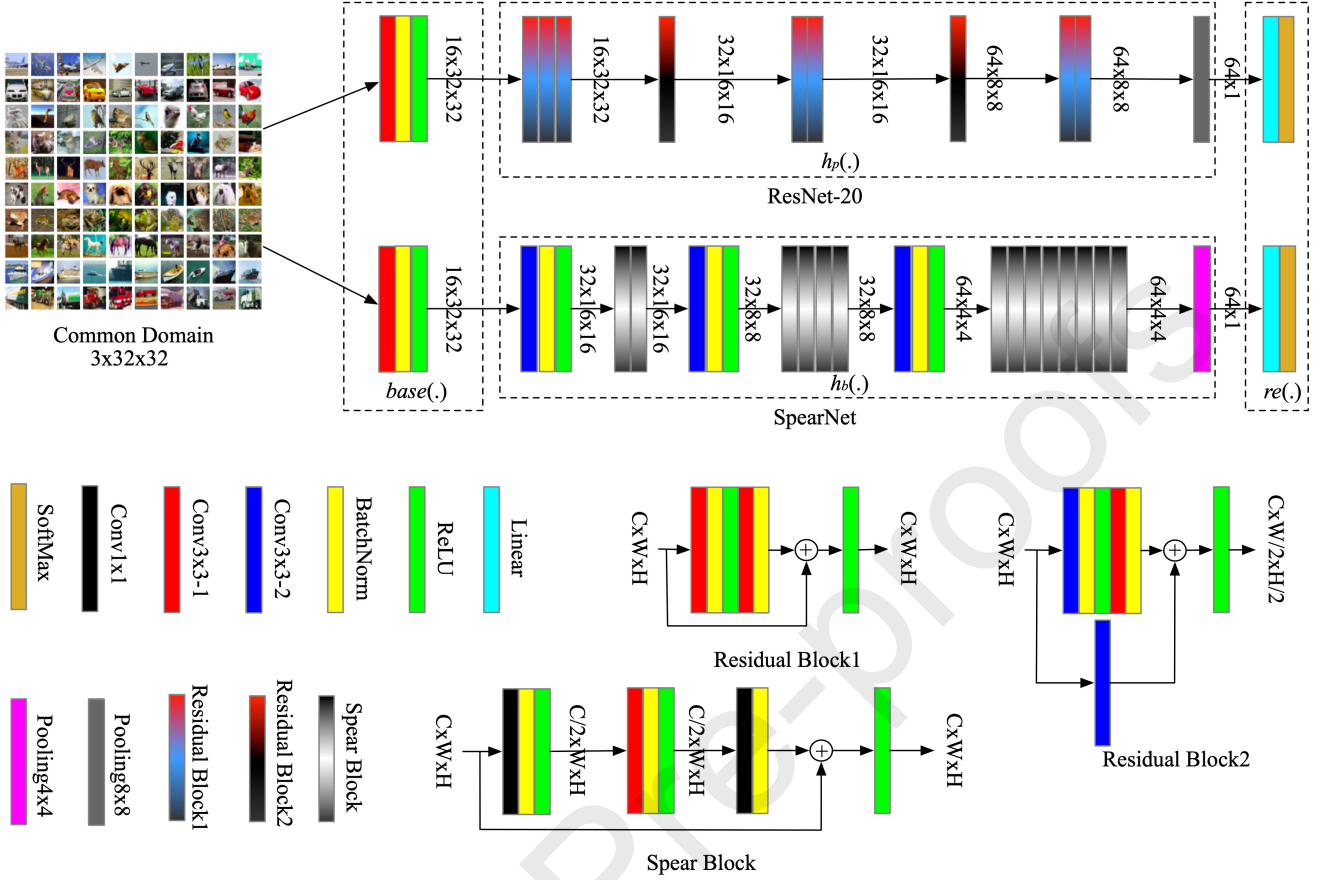 16x32x32
16x32x32
32x16x16
32x16x16
64x8x8
64x8x8
64x1
hp(.)
ResNet-20
Common Domain
3x32x32
16x32x32
32x16x16
32x16x16
32x8x8
32x8x8
64x4x4
64x4x4
64x1
base(.)
hb(.)
re(.)
SpearNet
SoftMax
Conv1x1
Conv3x3-1
Conv3x3-2
BatchNorm
ReLU
Linear
CxWxH
+
CxWxH
Residual Block1
CxWxH
+
CxW/2xH/2
Residual Block2
Pooling4x4
Pooling8x8
Residual Block1
Residual Block2
Spear Block
CxWxH
C/2xWxH
C/2xWxH
+
CxWxH
Spear Block
Pre-proofs